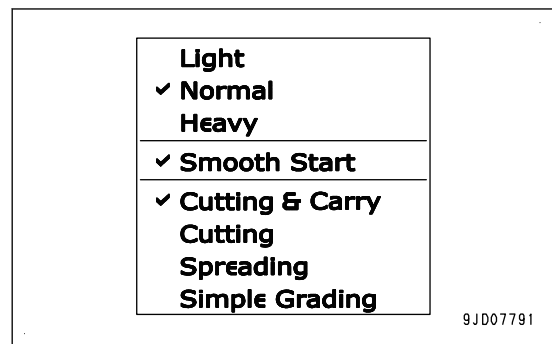 Light
✓ Normal
Heavy
✓ Smooth Start
✓ Cutting & Carry
Cutting
Spreading
Simple Grading
9JD07791